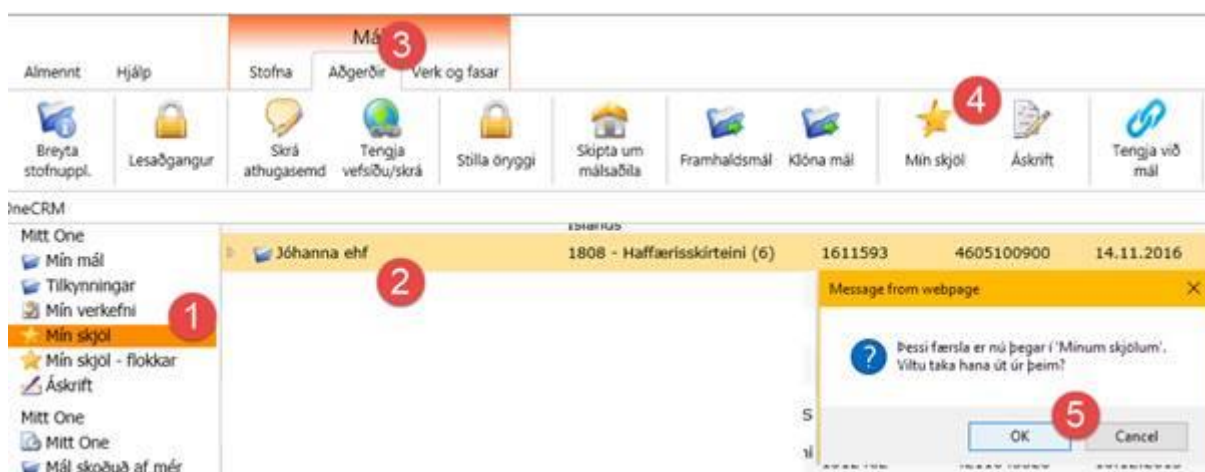 Mál
3
Almennt Hjálp Stofna Aðgerðir Verk og fasar
4
Breyta stofnuppl.
Lesaðgangur
Skrá athugasemd
Tengja vefsíðu/skrá
Stilla öryggi
Skipta um málsaðila
Framhaldsmál
Klóna mál
Mín skjöl
Áskrift
Tengja við mál
OneCRM
Mitt One
Mín mál
Tilkynningar
Mín verkefni
1
Mín skjöl
Mín skjöl - flokkar
Áskrift
Mitt One
Mitt One
Mál skoðuð af mér
Íslands
Jóhanna ehf 1808 - Haffærisskírteini (6) 1611593 4605100900 14.11.2016
2
Message from webpage
Þessi færsla er nú þegar í 'Mínum skjölum'.
Viltu taka hana út úr þeim?
5
OK Cancel